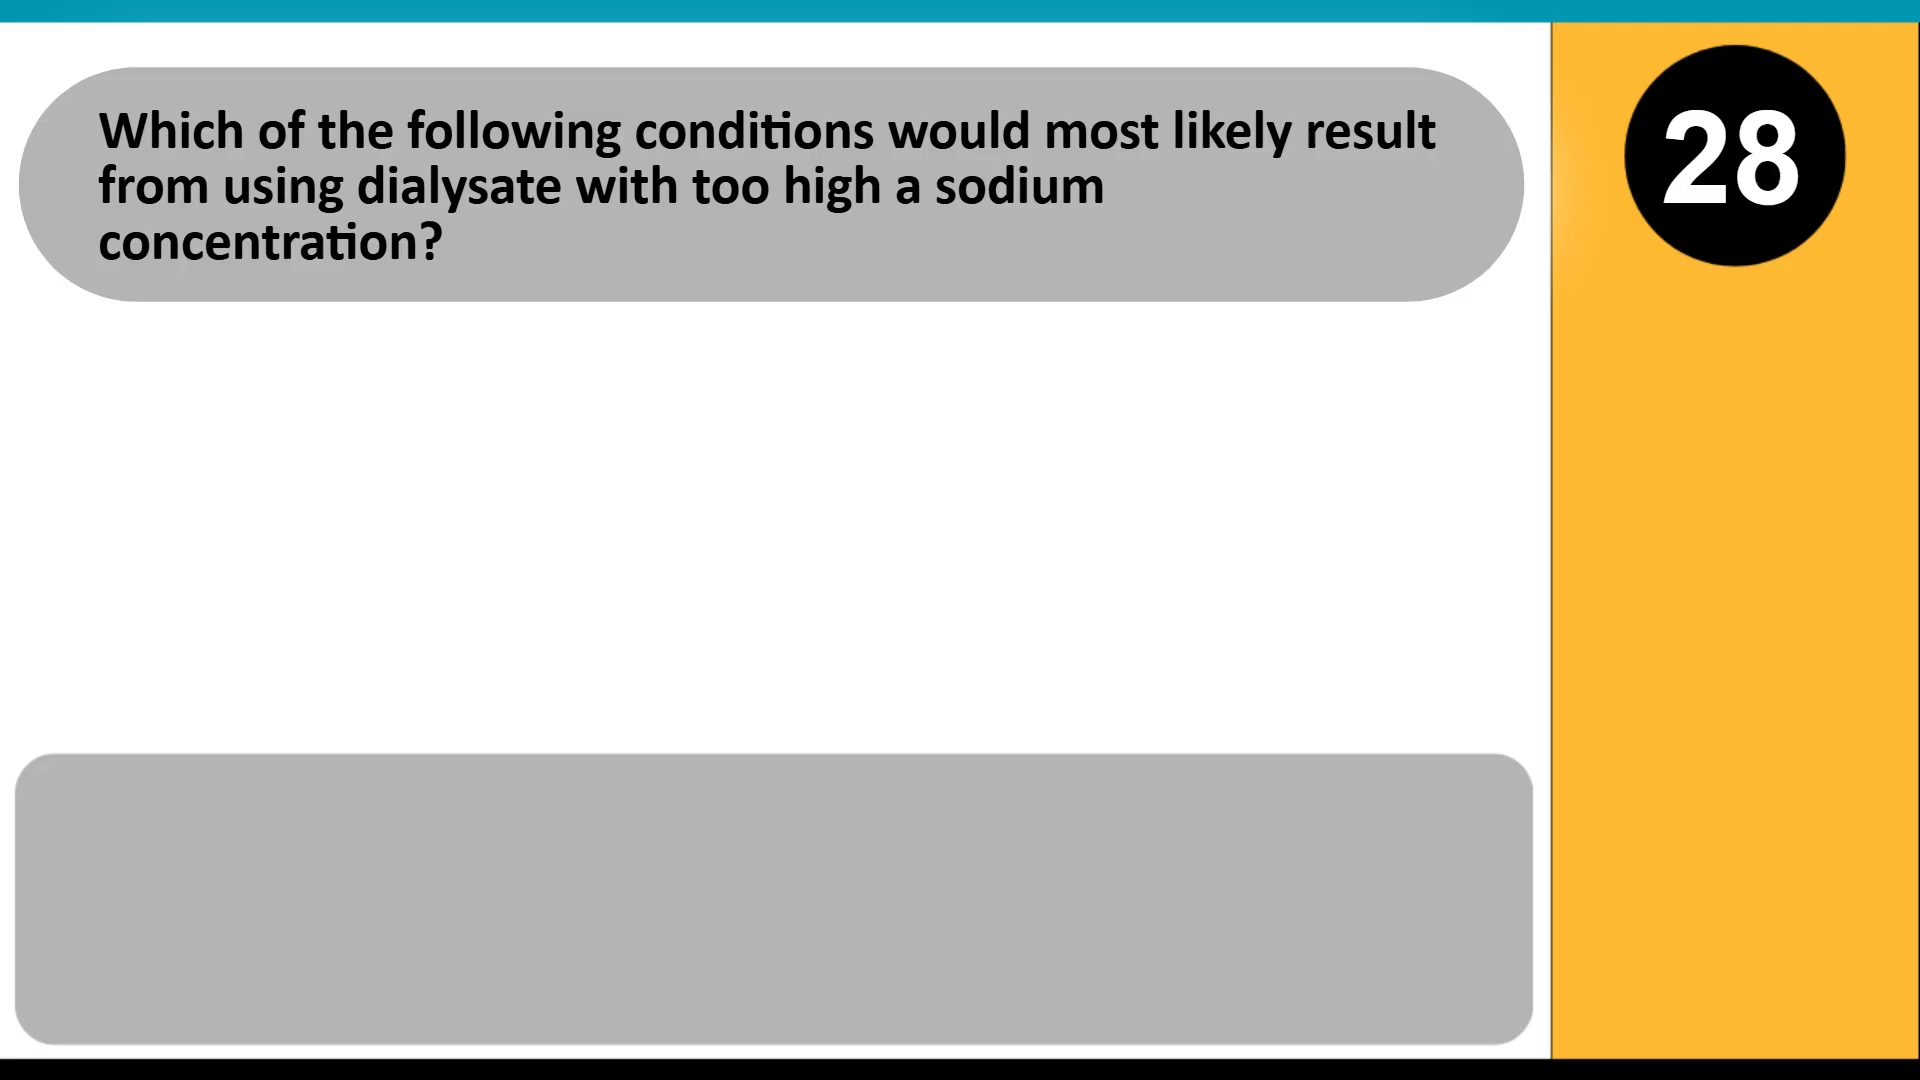 Which of the following conditions would most likely result
from using dialysate with too high a sodium
concentration?
28